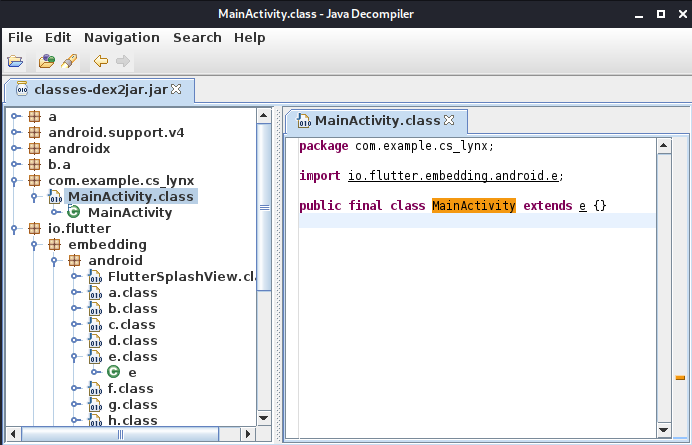 MainActivity.class - Java Decompiler
File Edit Navigation Search Help
classes-dex2jar.jar
a
android.support.v4
androidx
b.a
com.example.cs_lynx
MainActivity.class
MainActivity
io.flutter
embedding
android
FlutterSplashView.cl
a.class
b.class
c.class
d.class
e.class
e
f.class
g.class
h.class
MainActivity.class
package com.example.cs_lynx;
import io.flutter.embedding.android.e;
public final class MainActivity extends e {}